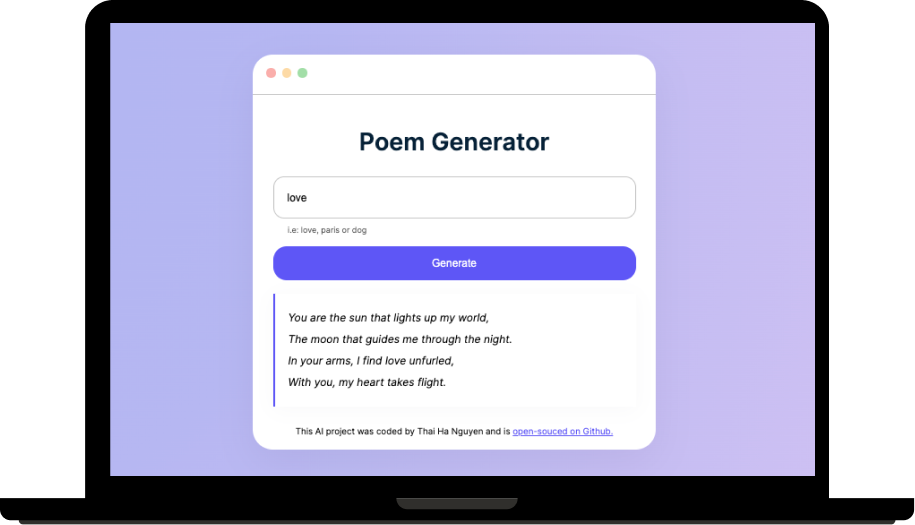 Poem Generator
love
i.e: love, paris or dog
Generate
You are the sun that lights up my world,
The moon that guides me through the night.
In your arms, I find love unfurled,
With you, my heart takes flight.
This AI project was coded by Thai Ha Nguyen and is open-souced on Github.